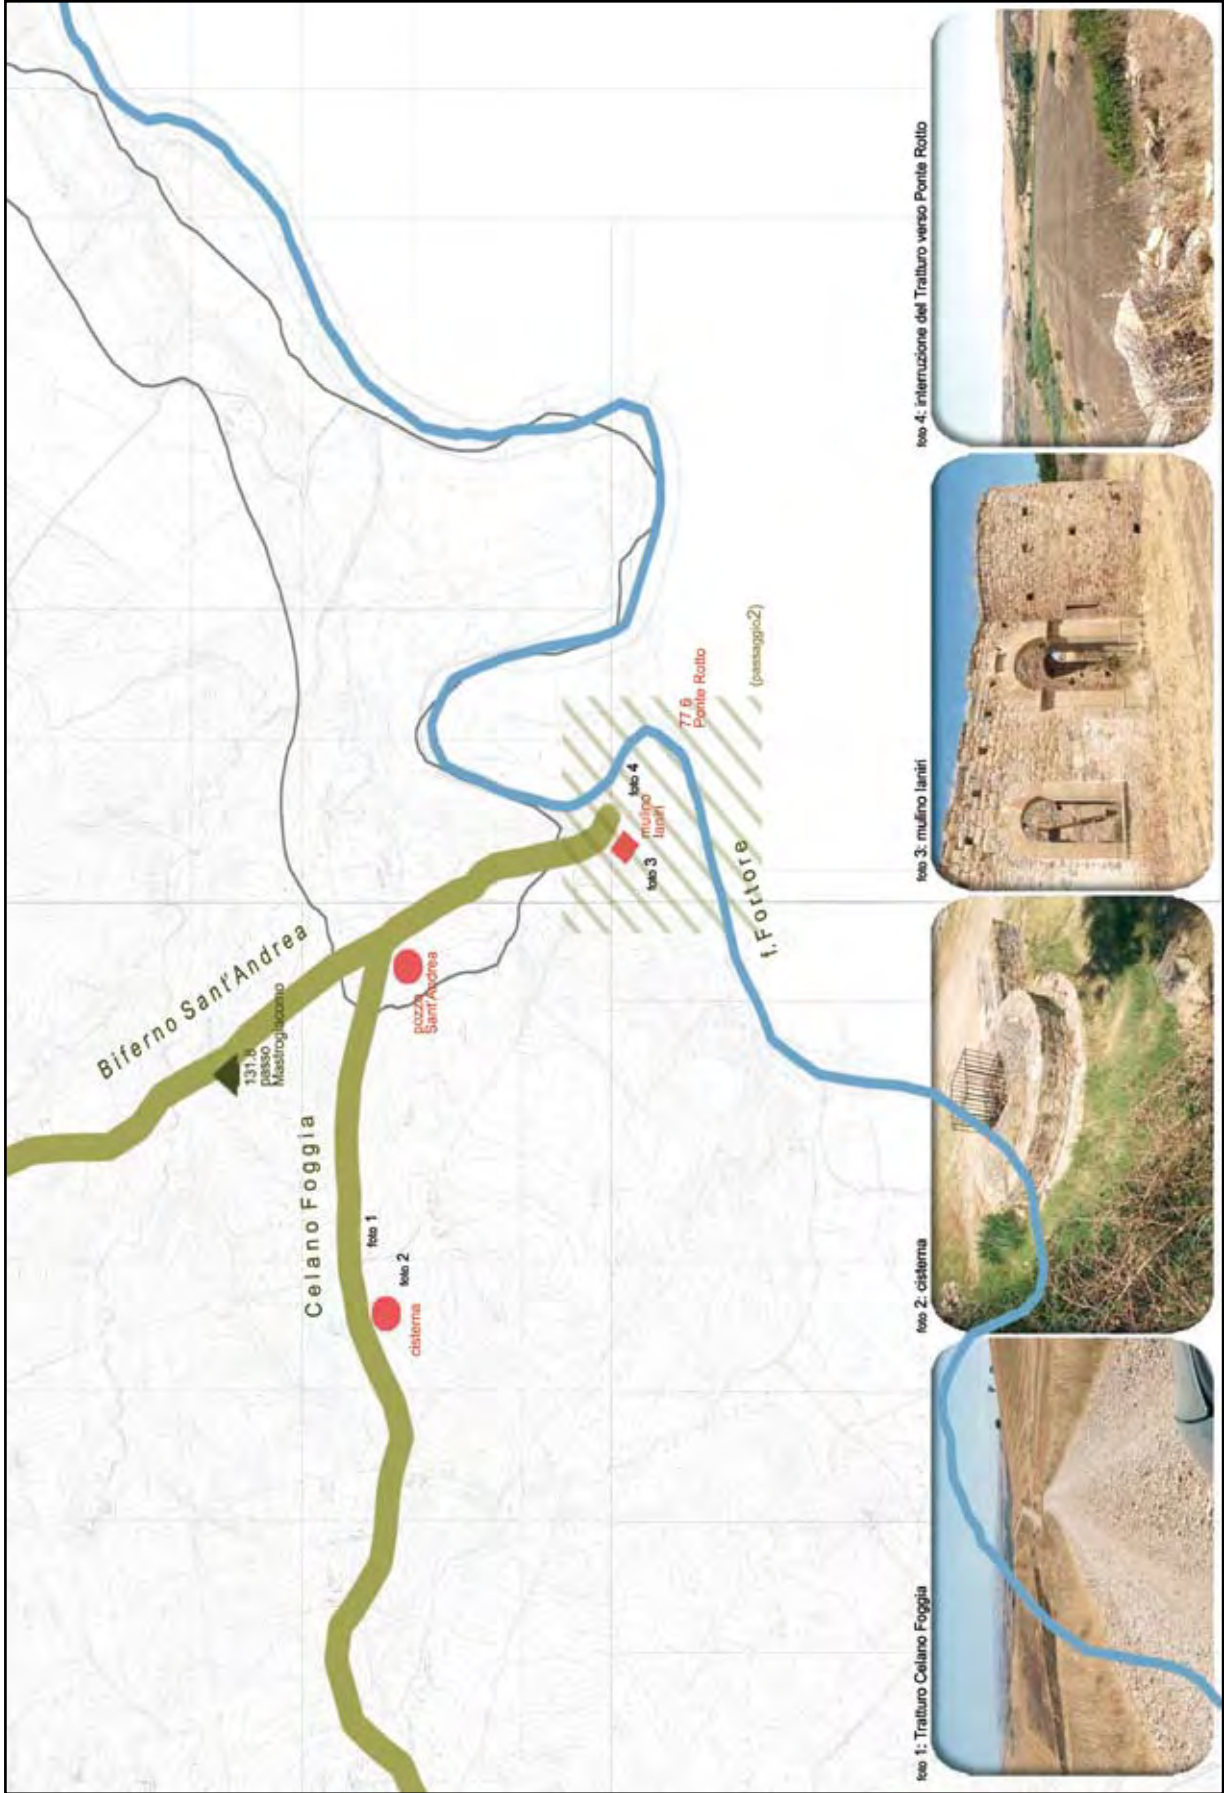 Biferno Sant'Andrea
131.8
passo
Mastrogiacomo
Celano Foggia
foto 1
foto 2
cisterna
pozzo
Sant'Andrea
foto 3
mulino
Ianiri
foto 4
77 6
Ponte Rotto
(passaggio2)
f. Fortore
foto 1: Tratturo Celano Foggia
foto 2: cisterna
foto 3: mulino Ianiri
foto 4: interruzione del Tratturo verso Ponte Rotto